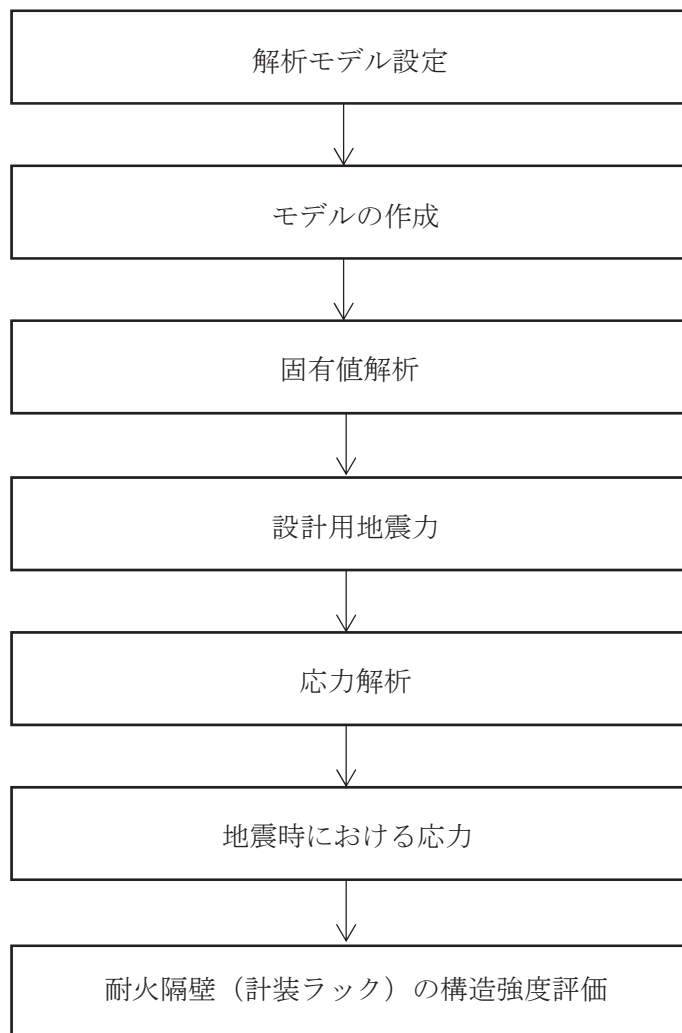 解析モデル設定
モデルの作成
固有値解析
設計用地震力
応力解析
地震時における応力
耐火隔壁（計装ラック）の構造強度評価